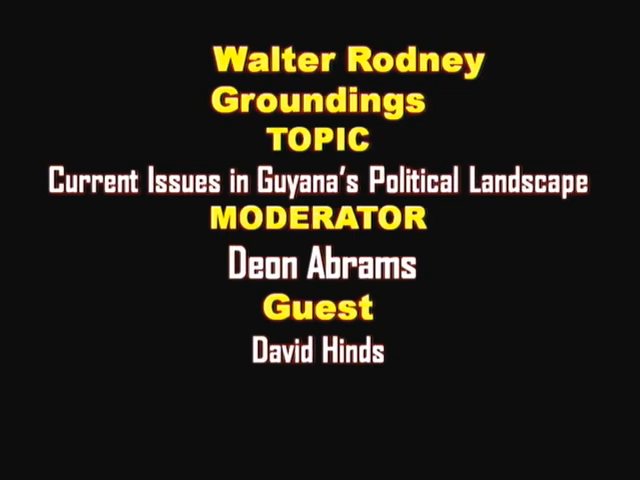 Walter Rodney
Groundings
TOPIC
Current Issues in Guyana's Political Landscape
MODERATOR
Deon Abrams
Guest
David Hinds